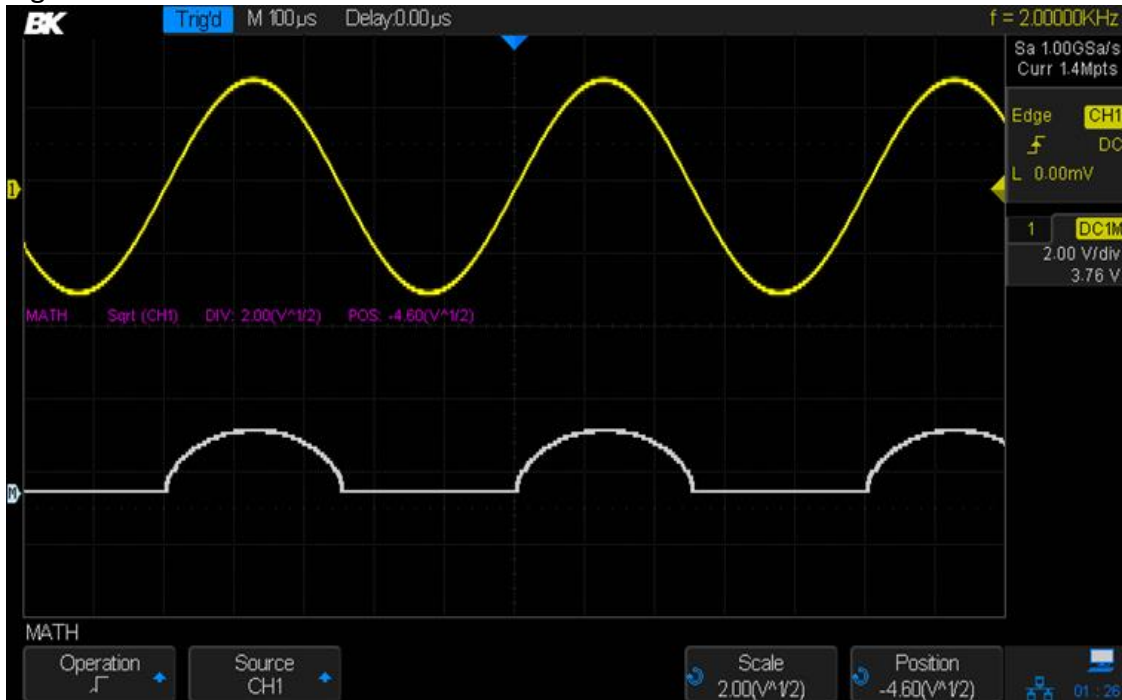 BK Trig'd M 100µs Delay:0.00µs f = 2.00000KHz
Sa 1.00GSa/s
Curr 1.4Mpts
Edge CH1
DC
L 0.00mV
1
1 DC1M
2.00 V/div
3.76 V
MATH Sqrt (CH1) DIV: 2.00(V^1/2) POS: -4.60(V^1/2)
M
MATH
Operation
√
Source
CH1
Scale
2.00(V^1/2)
Position
-4.60(V^1/2)
01 : 26